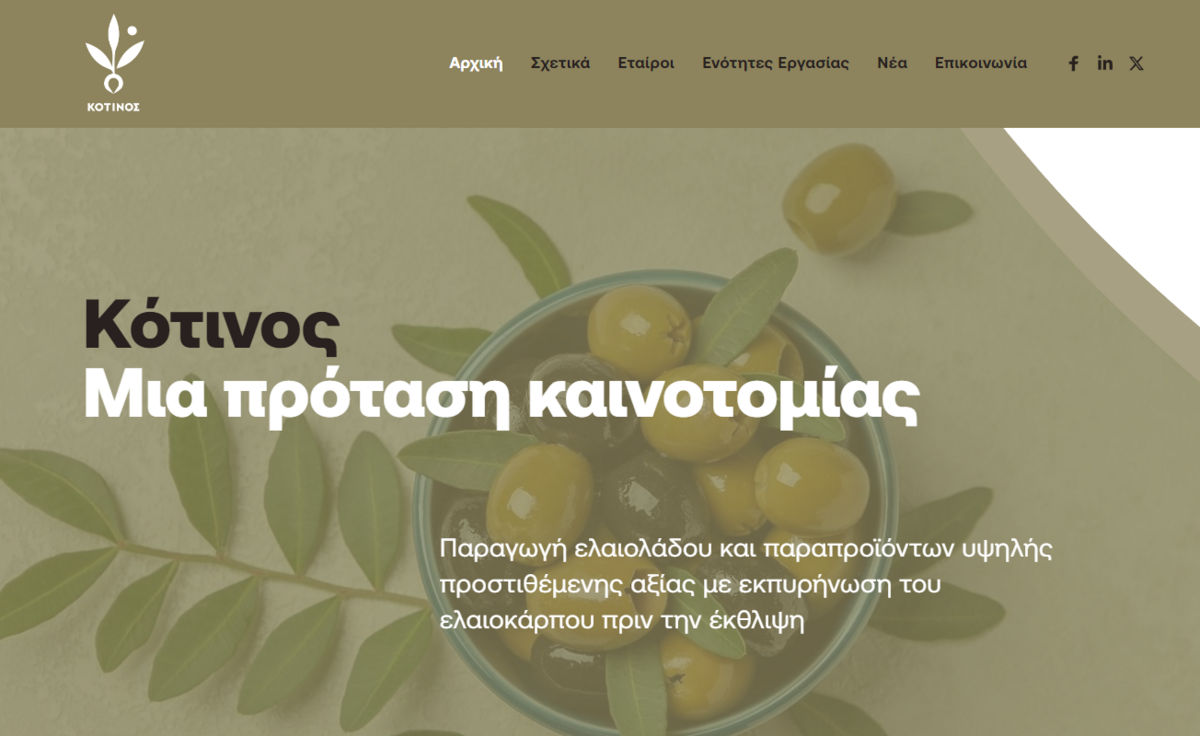 ΚΟΤΙΝΟΣ
Αρχική Σχετικά Εταίροι Ενότητες Εργασίας Νέα Επικοινωνία
Κότινος
Μια πρόταση καινοτομίας
Παραγωγή ελαιολάδου και παραπροϊόντων υψηλής
προστιθέμενης αξίας με εκπυρήνωση του
ελαιοκάρπου πριν την έκθλιψη